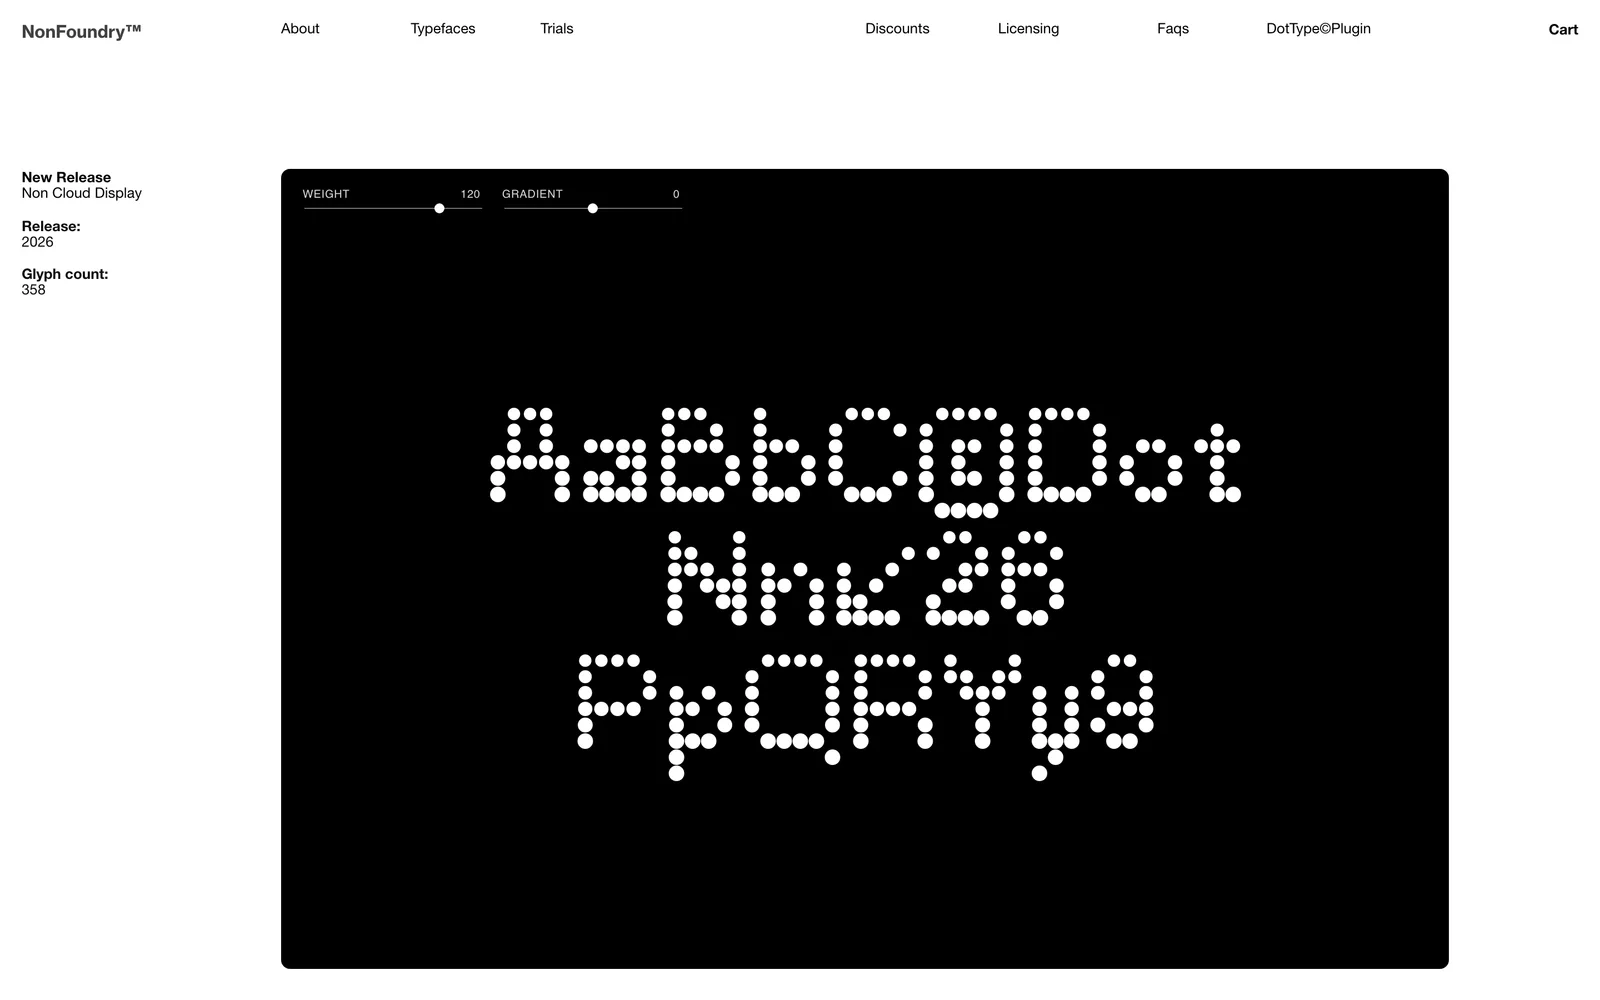 NonFoundry™
About
Typefaces
Trials
Discounts
Licensing
Faqs
DotType©Plugin
Cart
New Release
Non Cloud Display
Release:
2026
Glyph count:
358
WEIGHT 120
GRADIENT 0
AaBbC@Dot
Nnk26
PpQRYy9